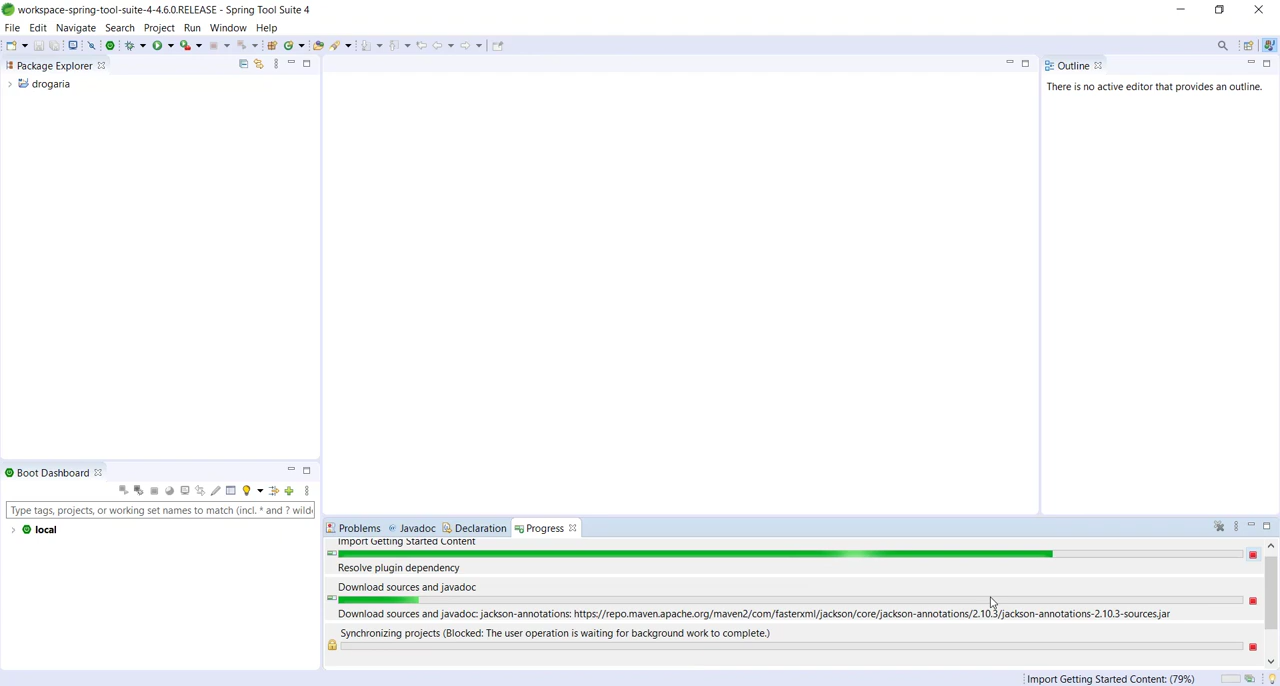 workspace-spring-tool-suite-4-4.6.0.RELEASE - Spring Tool Suite 4
File Edit Navigate Search Project Run Window Help
Package Explorer
Outline
drogaria
There is no active editor that provides an outline.
Boot Dashboard
Type tags, projects, or working set names to match (incl. * and ? wild
local
Problems Javadoc Declaration Progress
Import Getting Started Content
Resolve plugin dependency
Download sources and javadoc
Download sources and javadoc: jackson-annotations: https://repo.maven.apache.org/maven2/com/fasterxml/jackson/core/jackson-annotations/2.10.3/jackson-annotations-2.10.3-sources.jar
Synchronizing projects (Blocked: The user operation is waiting for background work to complete.)
Import Getting Started Content: (79%)